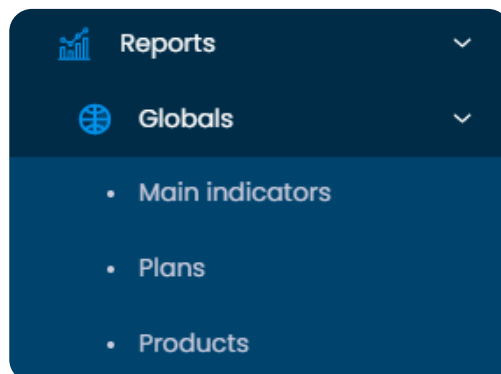 Reports
Globals
• Main indicators
• Plans
• Products